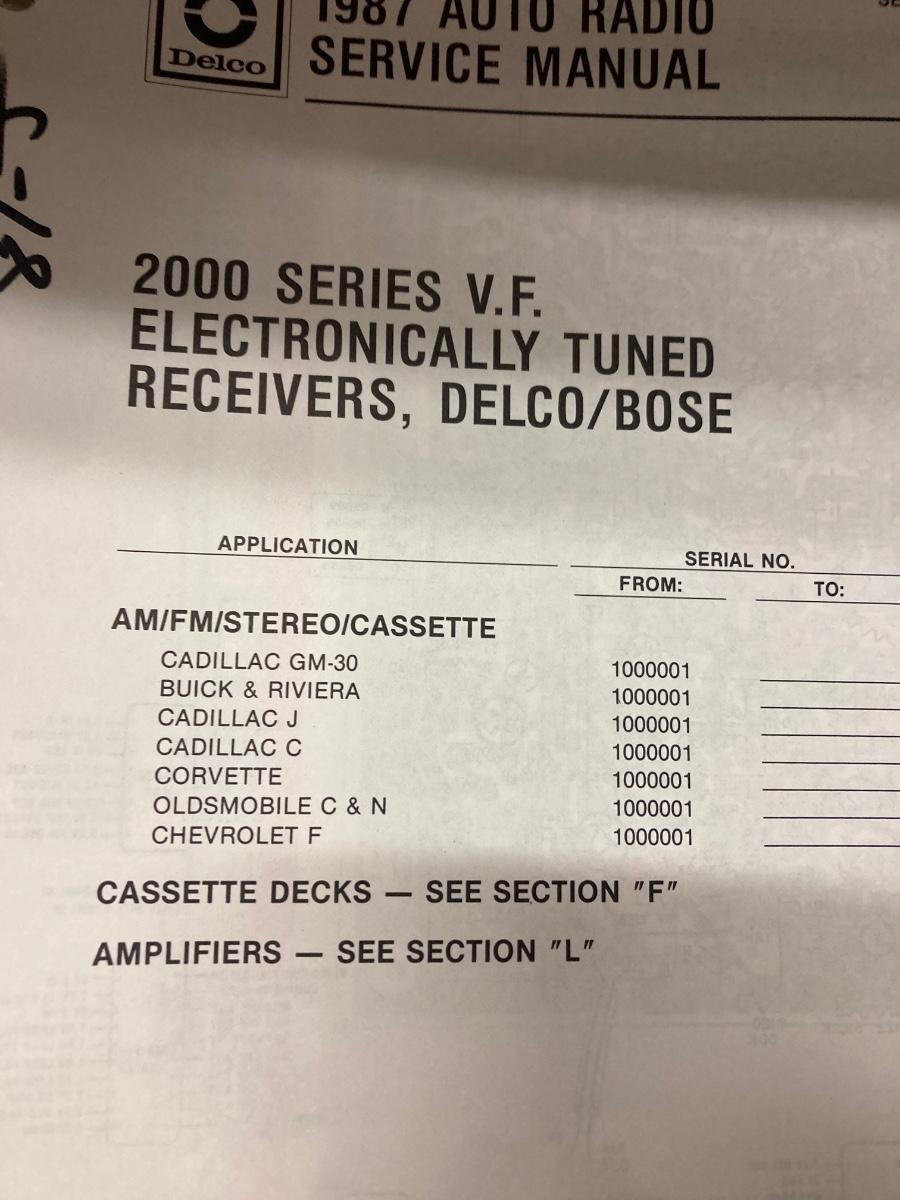 1987 AUTO RADIO
SERVICE MANUAL
Delco
2000 SERIES V.F.
ELECTRONICALLY TUNED
RECEIVERS, DELCO/BOSE
APPLICATION
SERIAL NO.
FROM:
TO:
AM/FM/STEREO/CASSETTE
CADILLAC GM-30 1000001
BUICK & RIVIERA 1000001
CADILLAC J 1000001
CADILLAC C 1000001
CORVETTE 1000001
OLDSMOBILE C & N 1000001
CHEVROLET F 1000001
CASSETTE DECKS — SEE SECTION "F"
AMPLIFIERS — SEE SECTION "L"